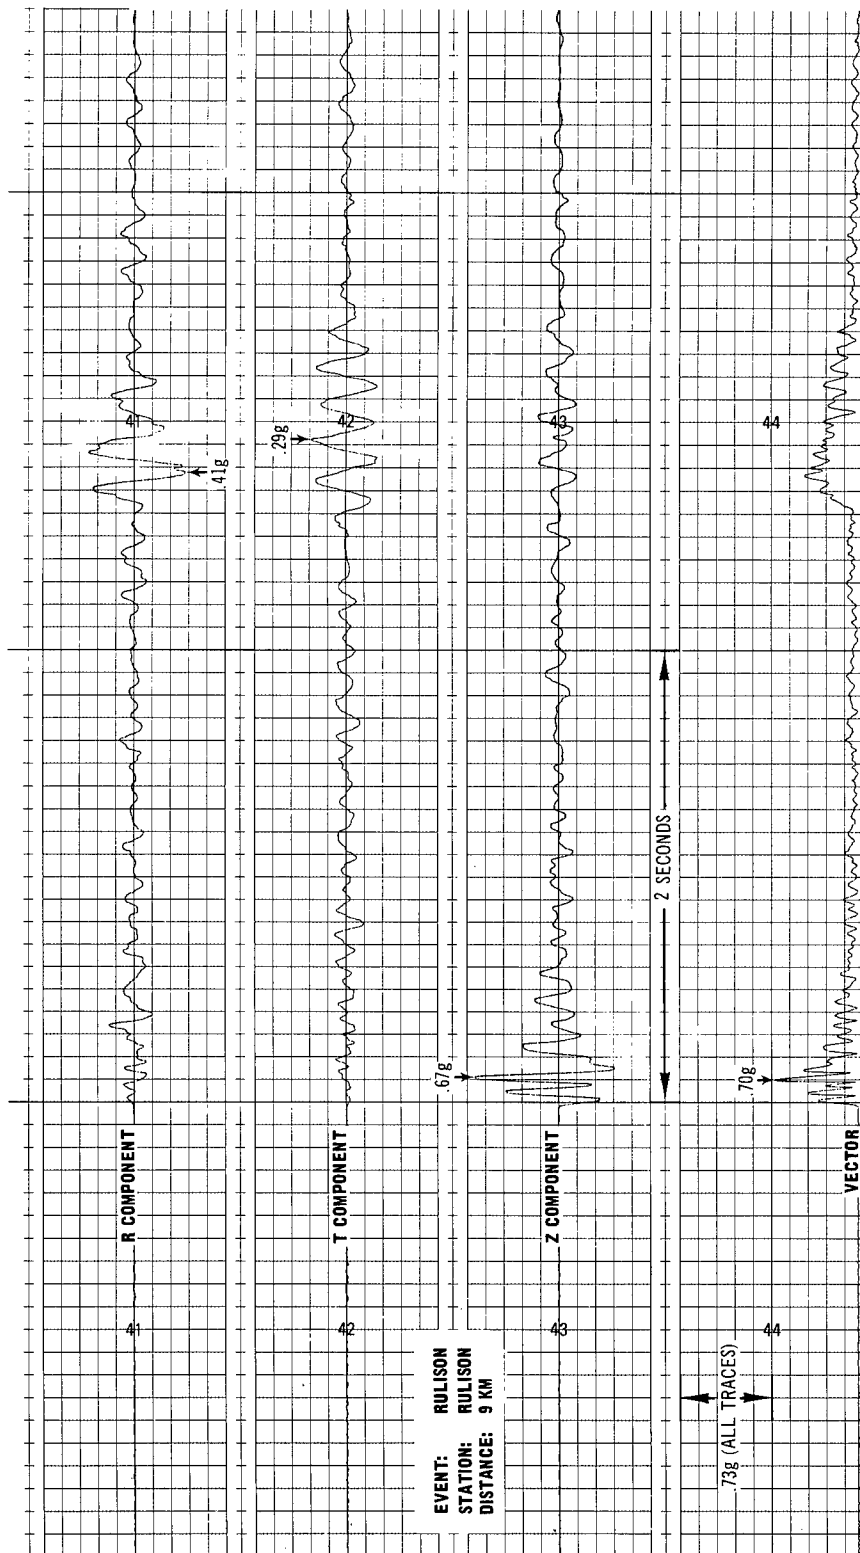 R COMPONENT
41
41
.41g
T COMPONENT
42
42
.29g
Z COMPONENT
43
43
.67g
2 SECONDS
EVENT: RULISON
STATION: RULISON
DISTANCE: 9 KM
.73g (ALL TRACES)
44
44
.70g
VECTOR